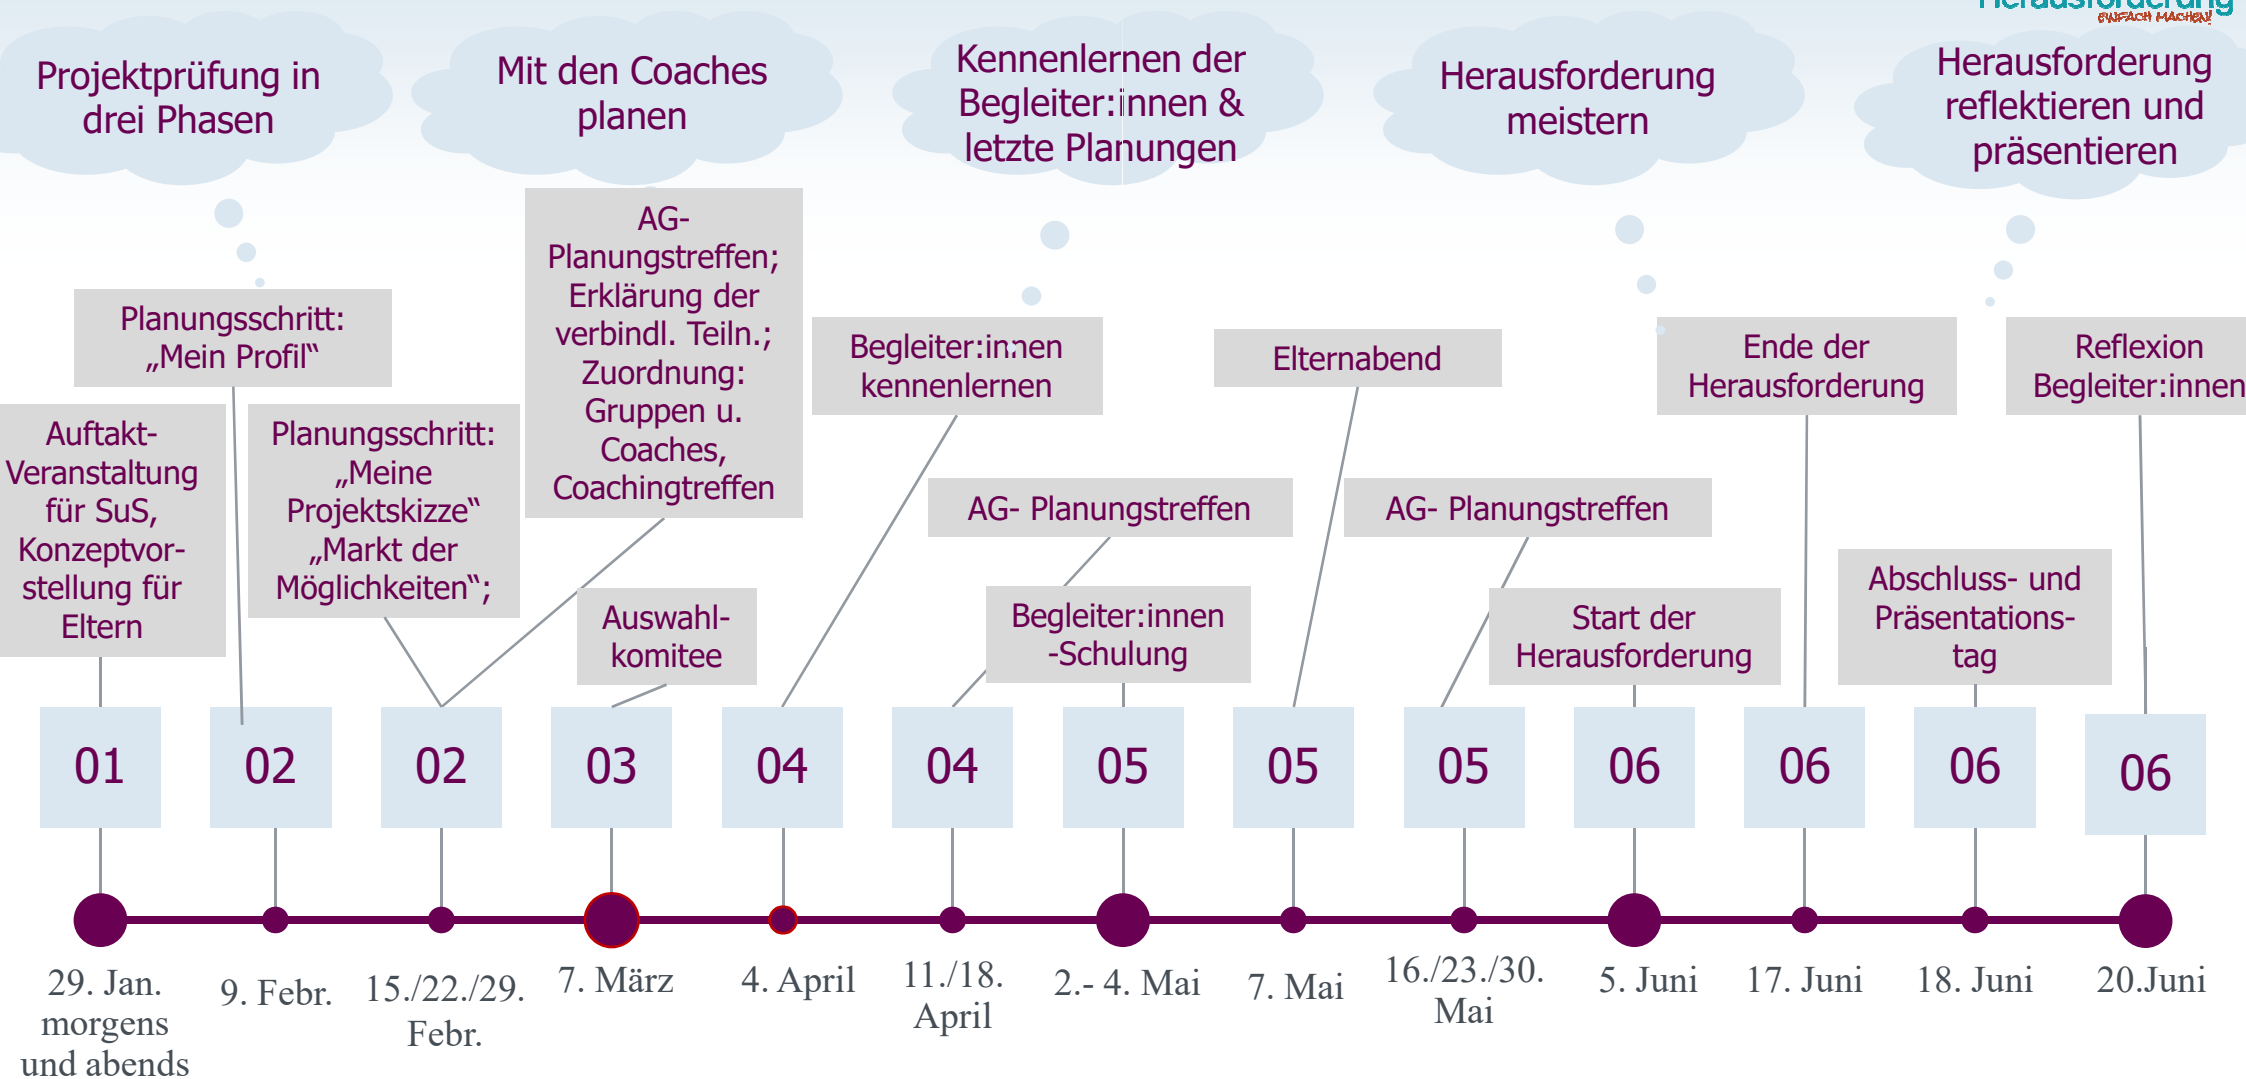 Herausforderung
EINFACH MACHEN!
Projektprüfung in
drei Phasen
Mit den Coaches
planen
Kennenlernen der
Begleiter:innen &
letzte Planungen
Herausforderung
meistern
Herausforderung
reflektieren und
präsentieren
Planungsschritt:
„Mein Profil“
Auftakt-
Veranstaltung
für SuS,
Konzeptvor-
stellung für
Eltern
Planungsschritt:
„Meine
Projektskizze“
„Markt der
Möglichkeiten“;
AG-
Planungstreffen;
Erklärung der
verbindl. Teiln.;
Zuordnung:
Gruppen u.
Coaches,
Coachingtreffen
Auswahl-
komitee
Begleiter:innen
kennenlernen
AG- Planungstreffen
Begleiter:innen
-Schulung
Elternabend
AG- Planungstreffen
Start der
Herausforderung
Ende der
Herausforderung
Abschluss- und
Präsentations-
tag
Reflexion
Begleiter:innen
01
02
02
03
04
04
05
05
05
06
06
06
06
29. Jan.
morgens
und abends
9. Febr.
15./22./29.
Febr.
7. März
4. April
11./18.
April
2.- 4. Mai
7. Mai
16./23./30.
Mai
5. Juni
17. Juni
18. Juni
20.Juni